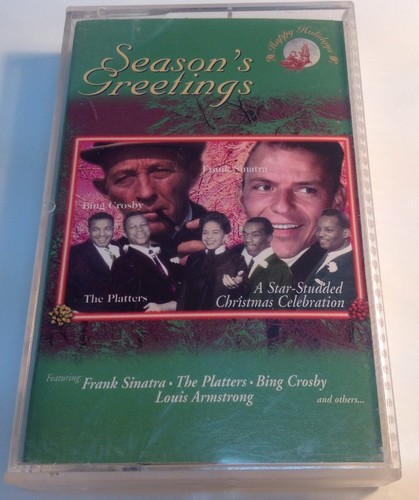 Season's
Greetings
Happy Holidays
Frank Sinatra
Bing Crosby
The Platters
A Star-Studded
Christmas Celebration
Featuring: Frank Sinatra • The Platters • Bing Crosby
Louis Armstrong and others...